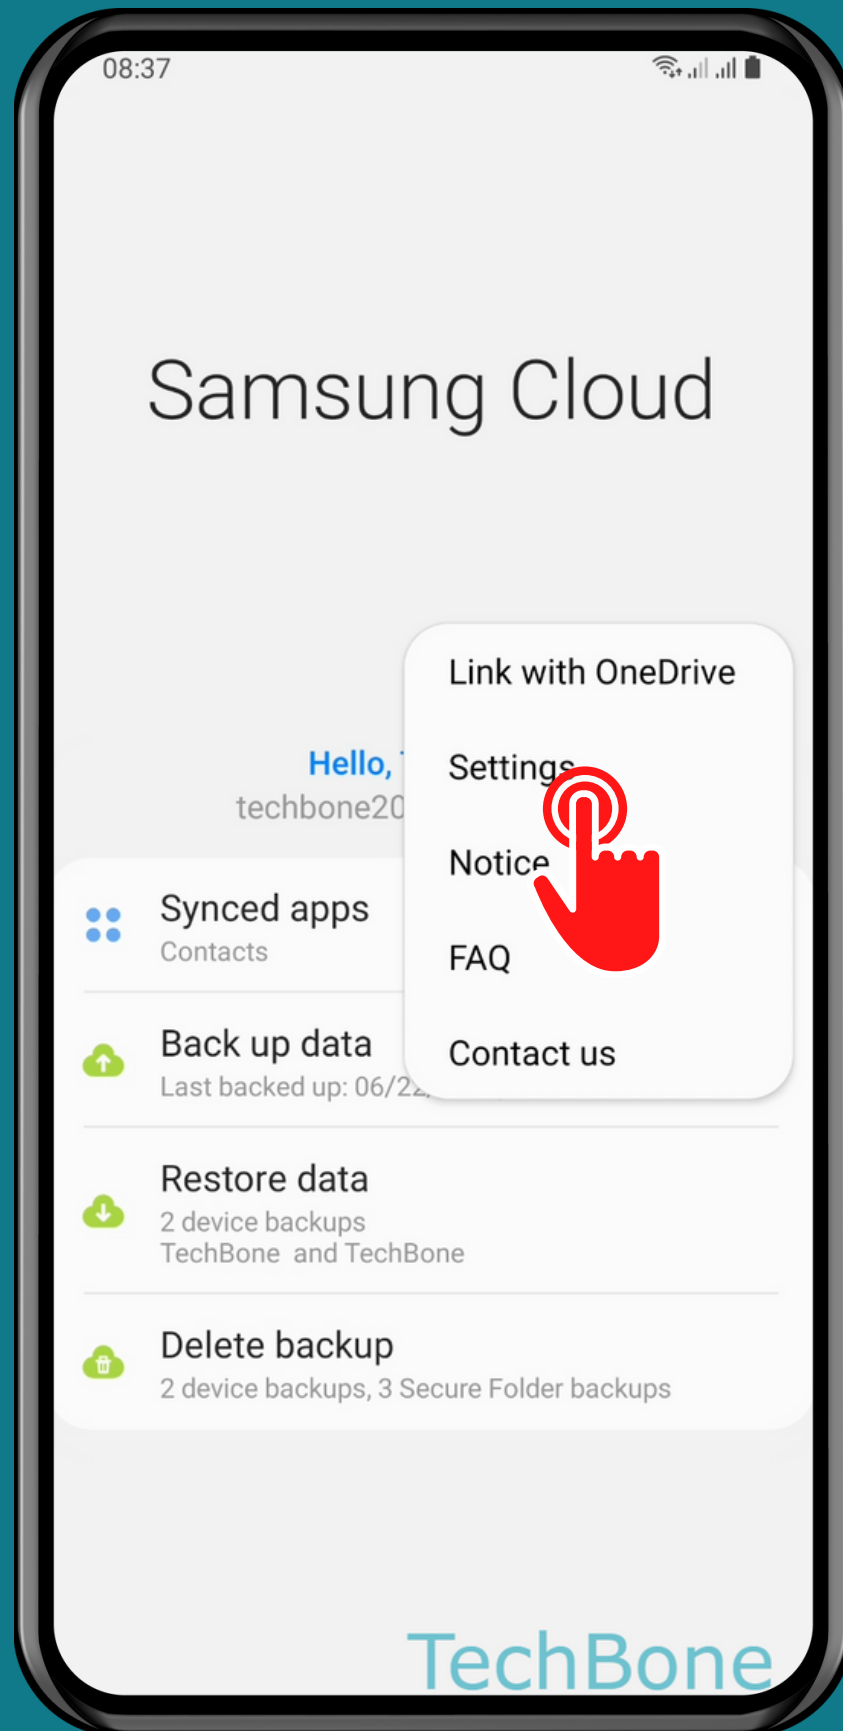 08:37
Samsung Cloud
Link with OneDrive
Hello,
Settings
techbone20
Notice
Synced apps
Contacts
FAQ
Back up data
Contact us
Last backed up: 06/22,
Restore data
2 device backups
TechBone and TechBone
Delete backup
2 device backups, 3 Secure Folder backups
TechBone